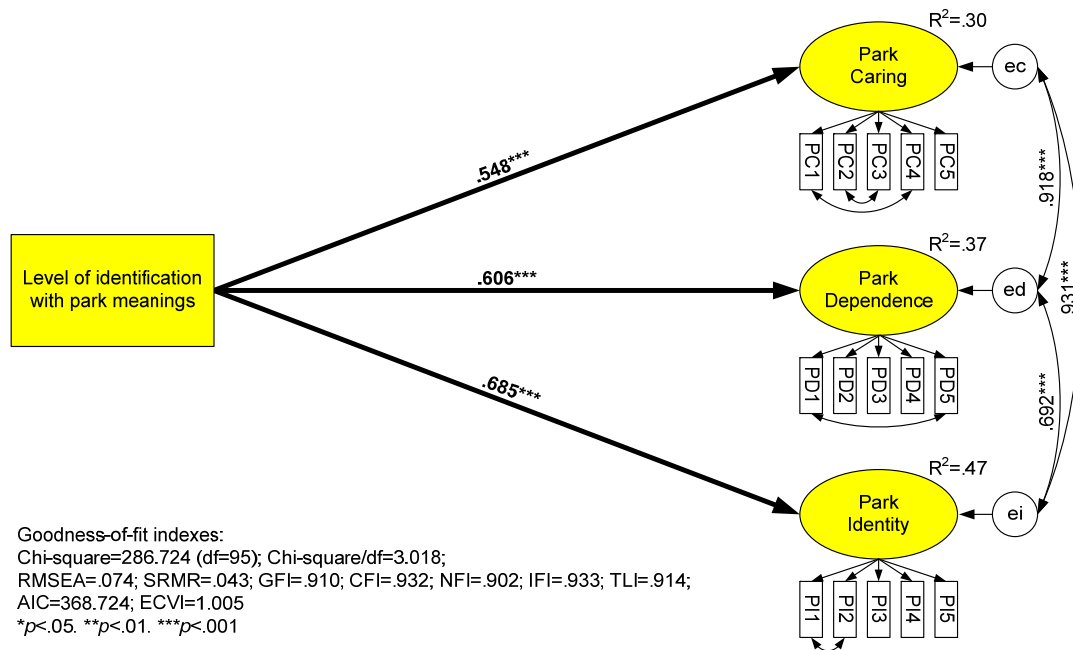 R²=.30
Park
Caring
ec
PC1
PC2
PC3
PC4
PC5
.548***
.918***
.931***
Level of identification
with park meanings
.606***
R²=.37
Park
Dependence
ed
PD1
PD2
PD3
PD4
PD5
.685***
.692***
R²=.47
Park
Identity
ei
PI1
PI2
PI3
PI4
PI5
Goodness-of-fit indexes:
Chi-square=286.724 (df=95); Chi-square/df=3.018;
RMSEA=.074; SRMR=.043; GFI=.910; CFI=.932; NFI=.902; IFI=.933; TLI=.914;
AIC=368.724; ECVI=1.005
*p<.05. **p<.01. ***p<.001